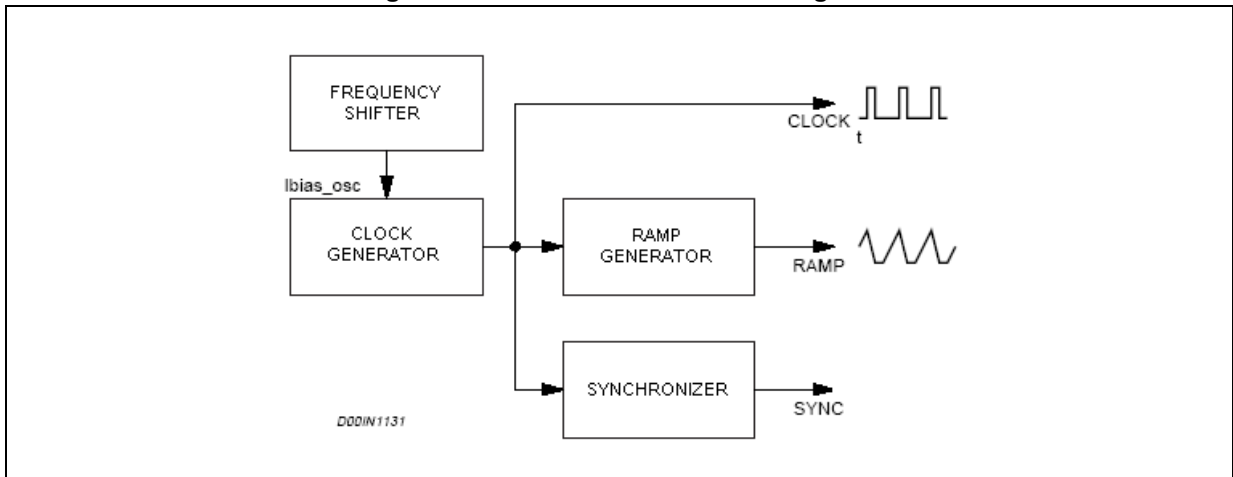 FREQUENCY
SHIFTER
CLOCK
t
Ibias_osc
CLOCK
GENERATOR
RAMP
GENERATOR
RAMP
SYNCHRONIZER
SYNC
D00IN1131